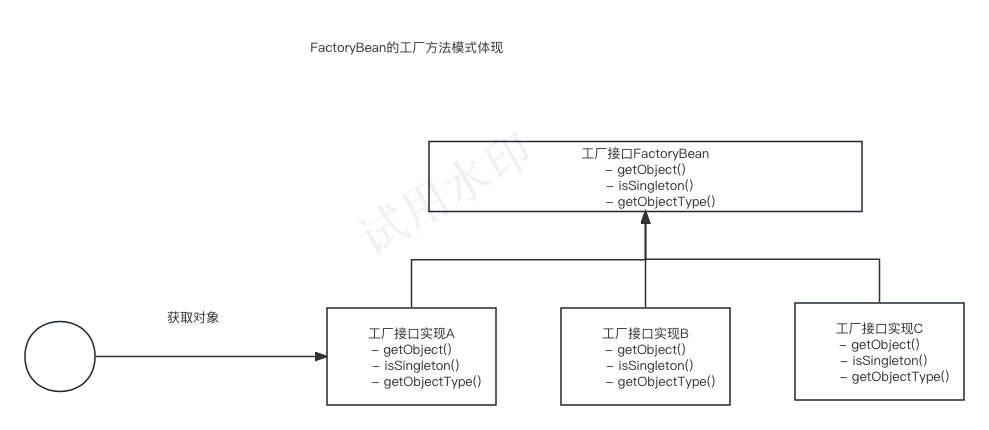 FactoryBean的工厂方法模式体现
试用水印
工厂接口FactoryBean
– getObject()
– isSingleton()
– getObjectType()
获取对象
工厂接口实现A
– getObject()
– isSingleton()
– getObjectType()
工厂接口实现B
– getObject()
– isSingleton()
– getObjectType()
工厂接口实现C
– getObject()
– isSingleton()
– getObjectType()